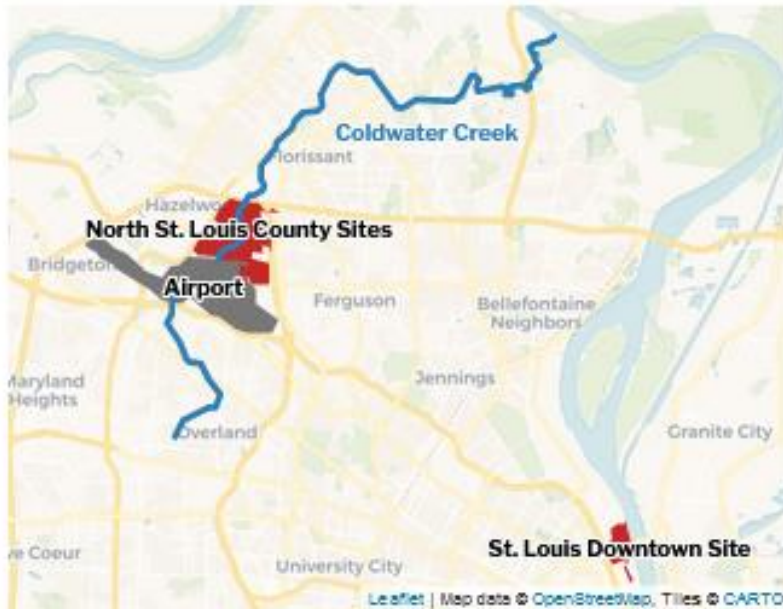 Coldwater Creek
Florissant
Hazelwo
North St. Louis County Sites
Bridgeton
Airport
Ferguson
Bellefontaine
Neighbors
Maryland
Heights
Jennings
Overland
Granite City
ve Coeur
St. Louis Downtown Site
University City
Leaflet | Map data © OpenStreetMap, Tiles © CARTO